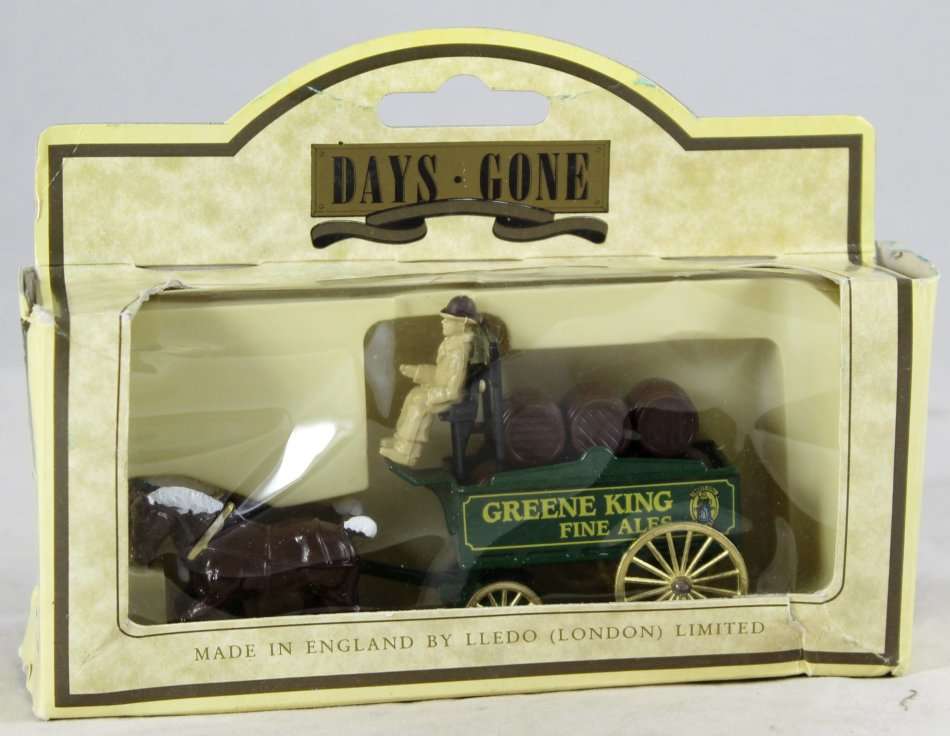 DAYS · GONE
GREENE KING
FINE ALES
MADE IN ENGLAND BY LLEDO (LONDON) LIMITED